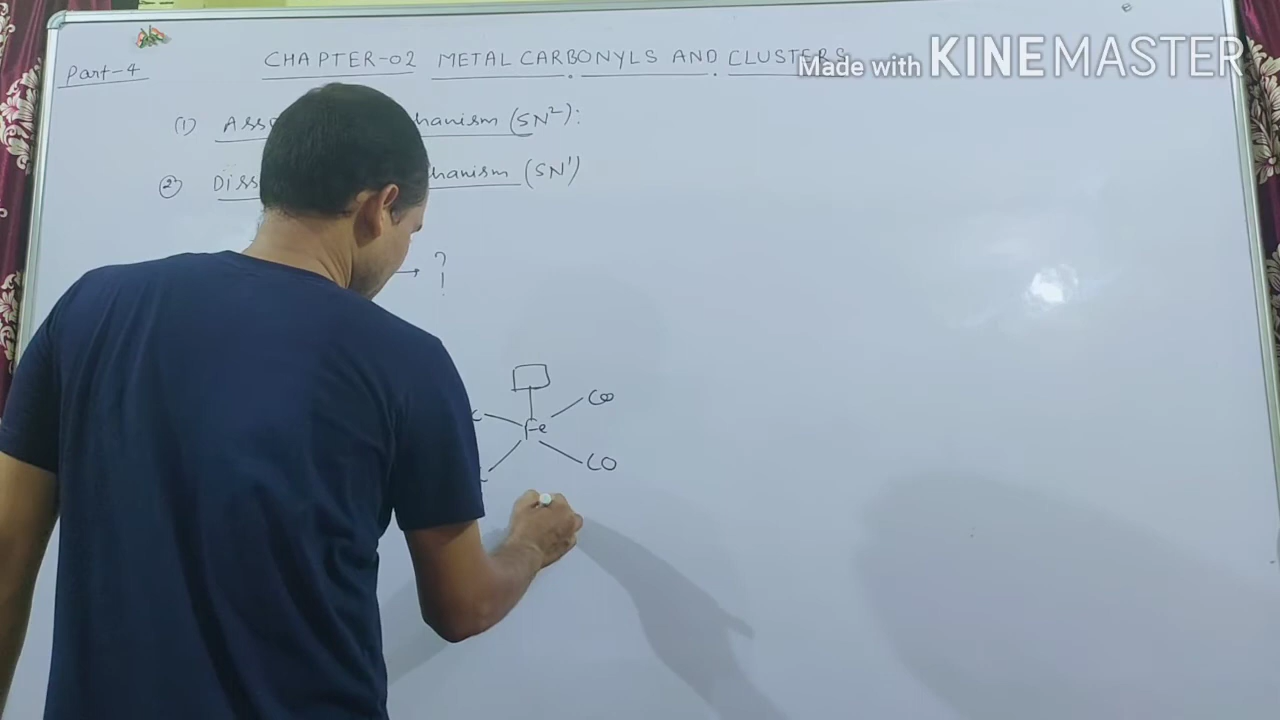 Made with KINEMASTER
Part-4
CHAPTER-02 METAL CARBONYLS AND CLUSTERS
(1) Ass hanism (SN²):
(2) Diss hanism (SN¹)
→ ?
CO
Fe
CO